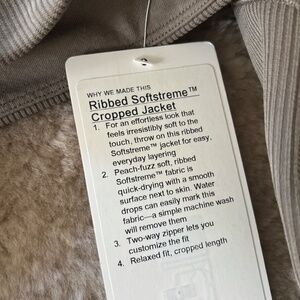 WHY WE MADE THIS
Ribbed Softstreme™
Cropped Jacket
1. For an effortless look that
feels irresistibly soft to the
touch, throw on this ribbed
Softstreme™ jacket for easy,
everyday layering
2. Peach-fuzz soft, ribbed
Softstreme™ fabric is
quick-drying with a smooth
surface next to skin. Water
drops can easily mark this
fabric—a simple machine wash
will remove them
3. Two-way zipper lets you
customize the fit
4. Relaxed fit, cropped length